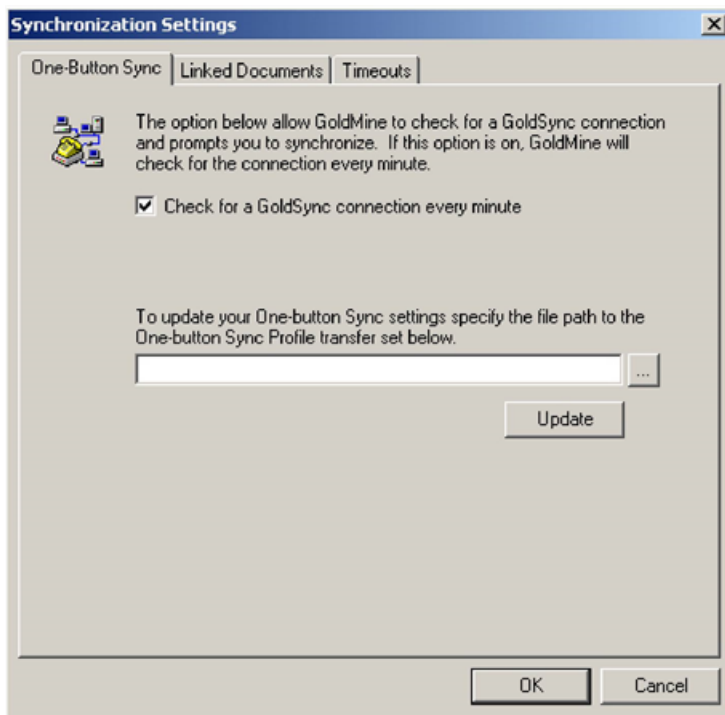 Synchronization Settings
One-Button Sync Linked Documents Timeouts
The option below allow GoldMine to check for a GoldSync connection
and prompts you to synchronize. If this option is on, GoldMine will
check for the connection every minute.
Check for a GoldSync connection every minute
To update your One-button Sync settings specify the file path to the
One-button Sync Profile transfer set below.
...
Update
OK Cancel